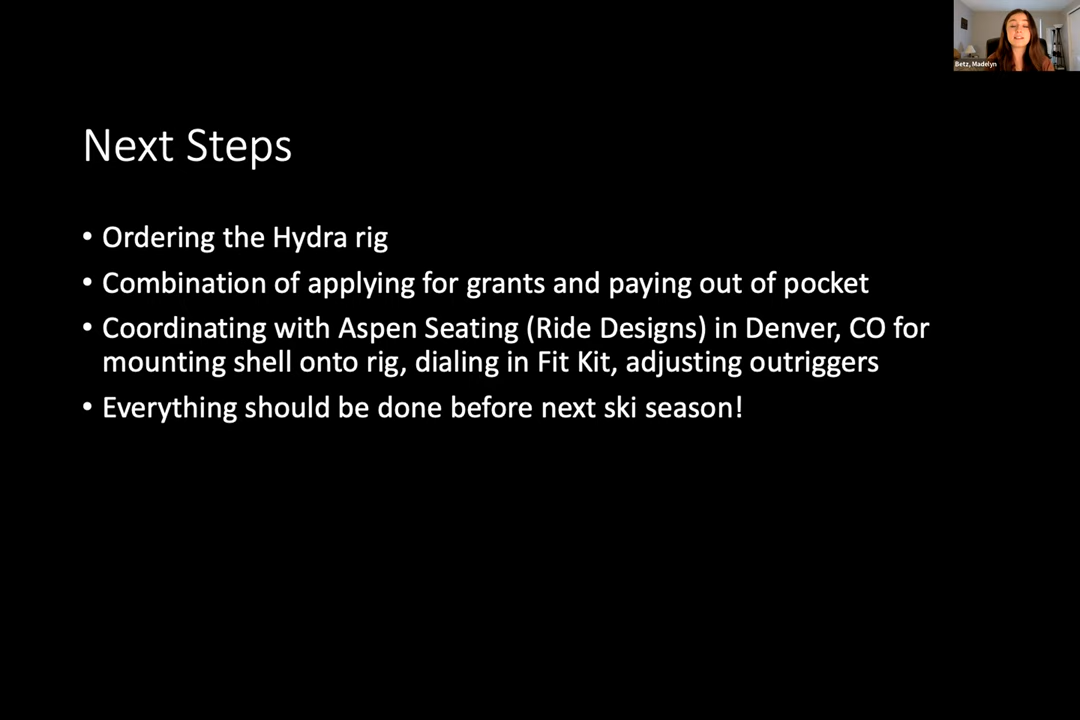 Betz, Madelyn
Next Steps
• Ordering the Hydra rig
• Combination of applying for grants and paying out of pocket
• Coordinating with Aspen Seating (Ride Designs) in Denver, CO for
mounting shell onto rig, dialing in Fit Kit, adjusting outriggers
• Everything should be done before next ski season!